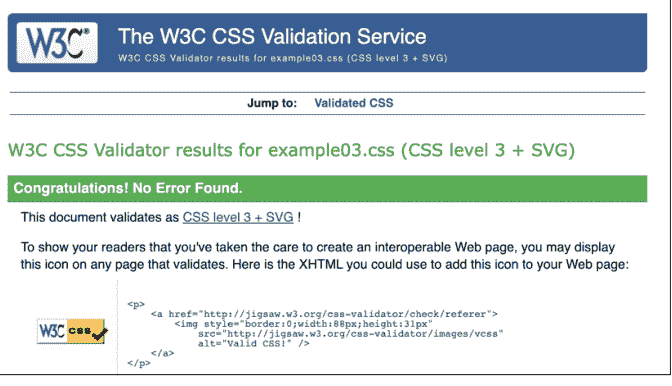 W3C® The W3C CSS Validation Service
W3C CSS Validator results for example03.css (CSS level 3 + SVG)
Jump to: Validated CSS
W3C CSS Validator results for example03.css (CSS level 3 + SVG)
Congratulations! No Error Found.
This document validates as CSS level 3 + SVG !
To show your readers that you've taken the care to create an interoperable Web page, you may display
this icon on any page that validates. Here is the XHTML you could use to add this icon to your Web page:
W3C css
<p>
<a href="http://jigsaw.w3.org/css-validator/check/referer">
<img style="border:0;width:88px;height:31px"
src="http://jigsaw.w3.org/css-validator/images/vcss"
alt="Valid CSS!" />
</a>
</p>